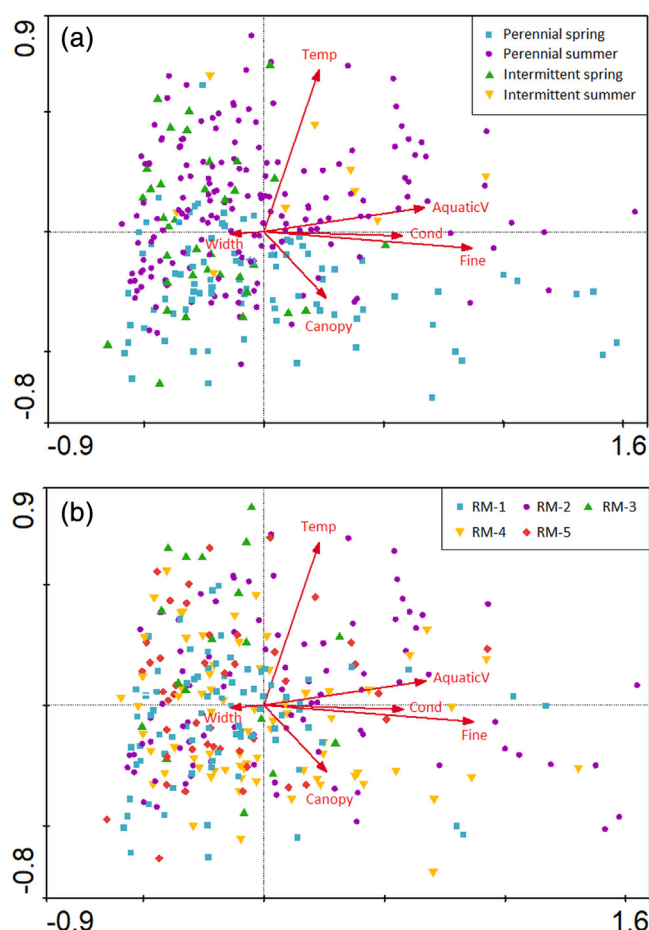 (a)
0.9
Perennial spring
Perennial summer
Intermittent spring
Intermittent summer
Temp
AquaticV
Width
Cond
Fine
Canopy
-0.8
-0.9
1.6
(b)
0.9
RM-1 RM-2 RM-3
RM-4 RM-5
Temp
AquaticV
Width
Cond
Fine
Canopy
-0.8
-0.9
1.6